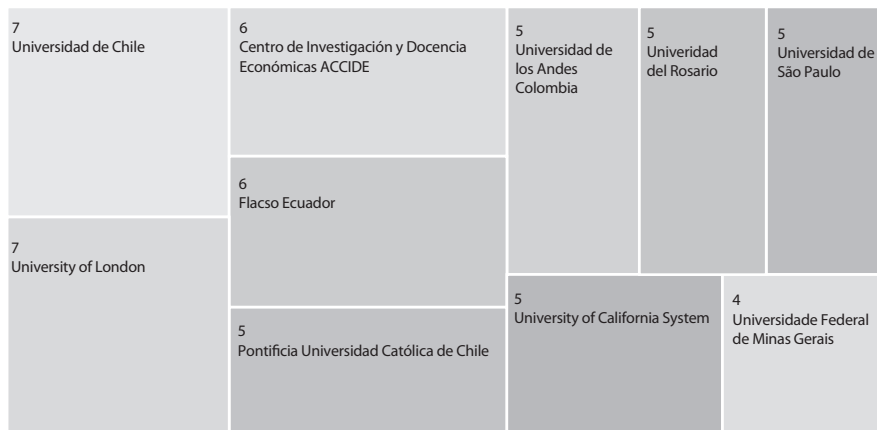 7
Universidad de Chile
7
University of London
6
Centro de Investigación y Docencia
Económicas ACCIDE
6
Flacso Ecuador
5
Pontificia Universidad Católica de Chile
5
Universidad de
los Andes
Colombia
5
Univeridad
del Rosario
5
Universidad de
São Paulo
5
University of California System
4
Universidade Federal
de Minas Gerais